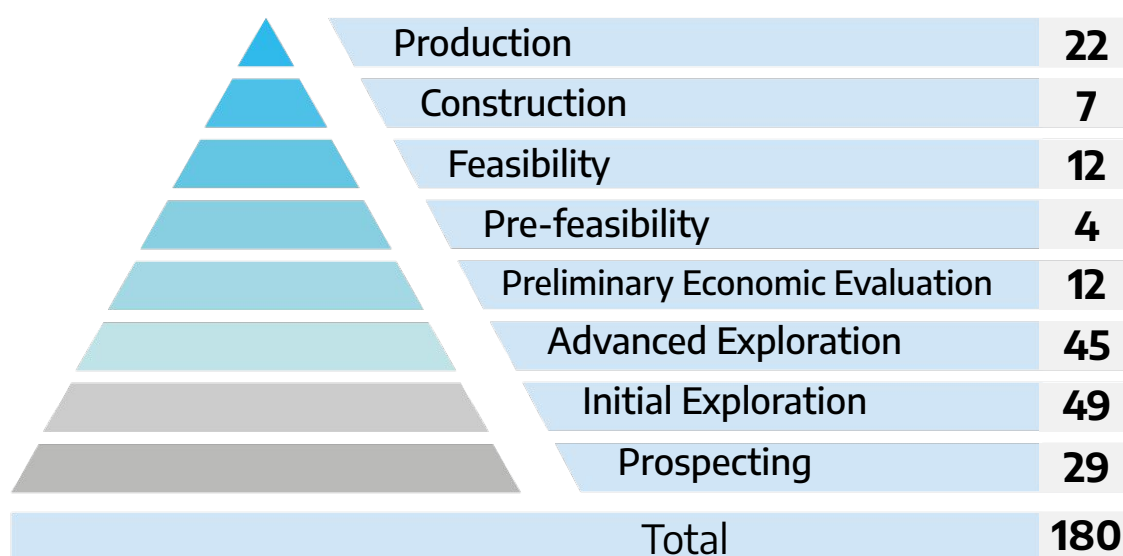 Production 22
Construction 7
Feasibility 12
Pre-feasibility 4
Preliminary Economic Evaluation 12
Advanced Exploration 45
Initial Exploration 49
Prospecting 29
Total 180